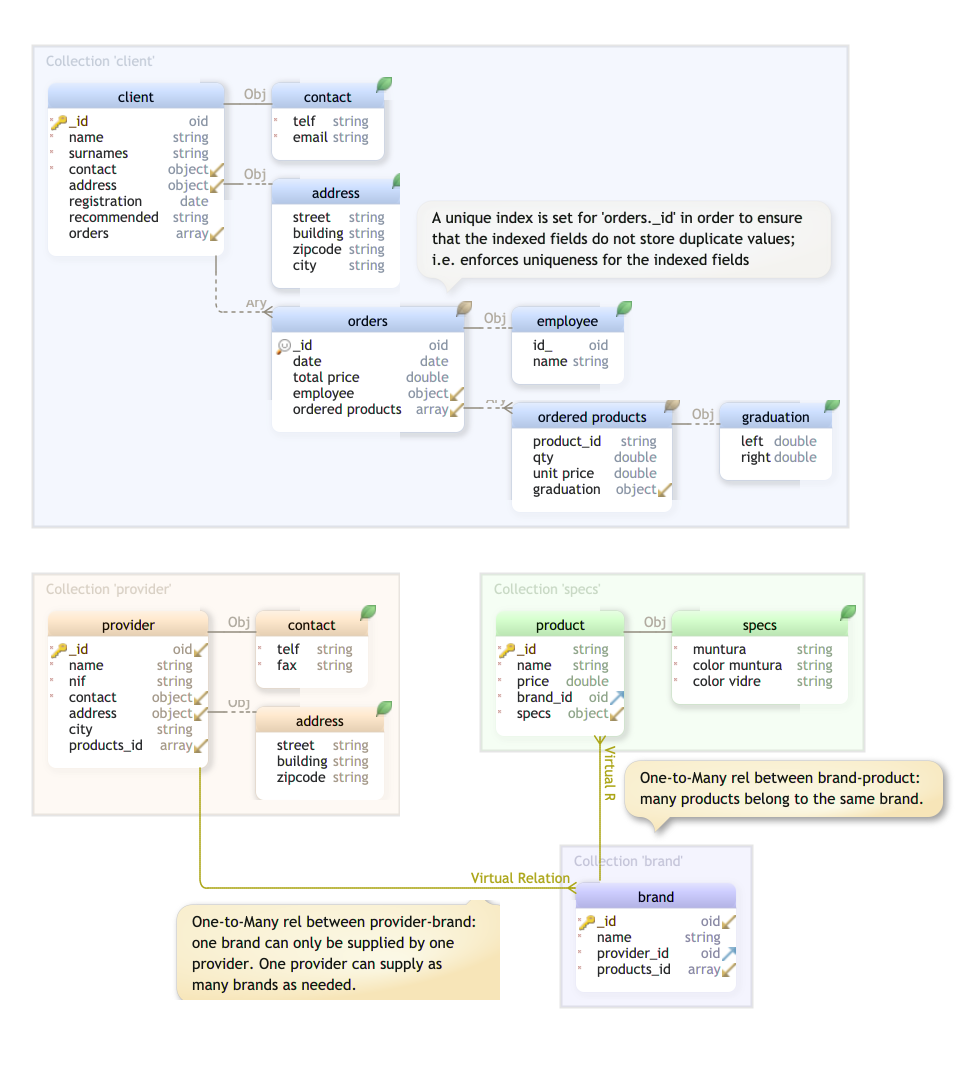 Collection 'client'
client
_id oid
name string
surnames string
contact object
address object
registration date
recommended string
orders array
Obj
contact
telf string
email string
Obj
address
street string
building string
zipcode string
city string
A unique index is set for 'orders._id' in order to ensure
that the indexed fields do not store duplicate values;
i.e. enforces uniqueness for the indexed fields
Ary
orders
_id oid
date date
total price double
employee object
ordered products array
Obj
employee
id_ oid
name string
Ary
ordered products
product_id string
qty double
unit price double
graduation object
Obj
graduation
left double
right double
Collection 'provider'
provider
_id oid
name string
nif string
contact object
address object
city string
products_id array
Obj
contact
telf string
fax string
Obj
address
street string
building string
zipcode string
Collection 'specs'
product
_id string
name string
price double
brand_id oid
specs object
Obj
specs
muntura string
color muntura string
color vidre string
Virtual R
One-to-Many rel between brand-product:
many products belong to the same brand.
Virtual Relation
Collection 'brand'
brand
_id oid
name string
provider_id oid
products_id array
One-to-Many rel between provider-brand:
one brand can only be supplied by one
provider. One provider can supply as
many brands as needed.